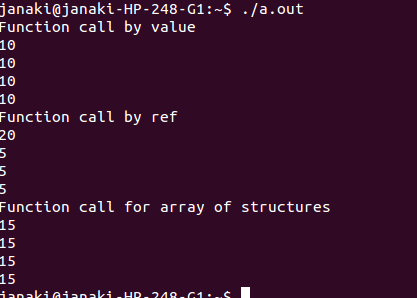 janaki@janaki-HP-248-G1:~$ ./a.out
Function call by value
10
10
10
10
Function call by ref
20
5
5
5
Function call for array of structures
15
15
15
15
janaki@janaki-HP-248-G1:~$